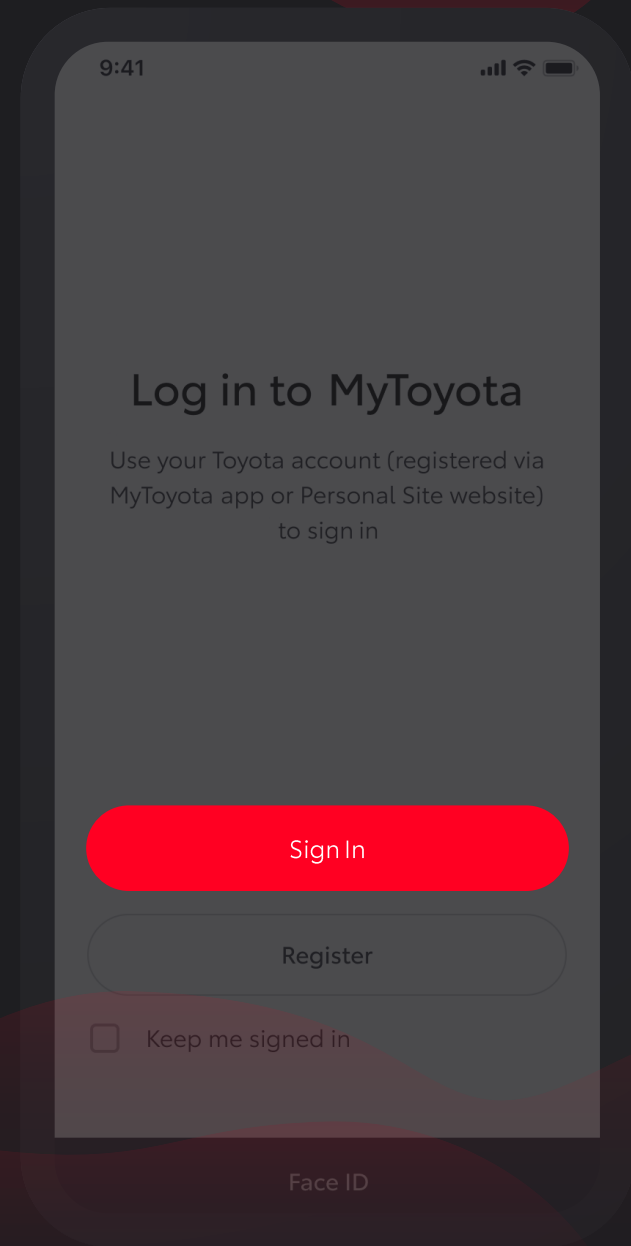 9:41
Log in to MyToyota
Use your Toyota account (registered via
MyToyota app or Personal Site website)
to sign in
Sign In
Register
Keep me signed in
Face ID